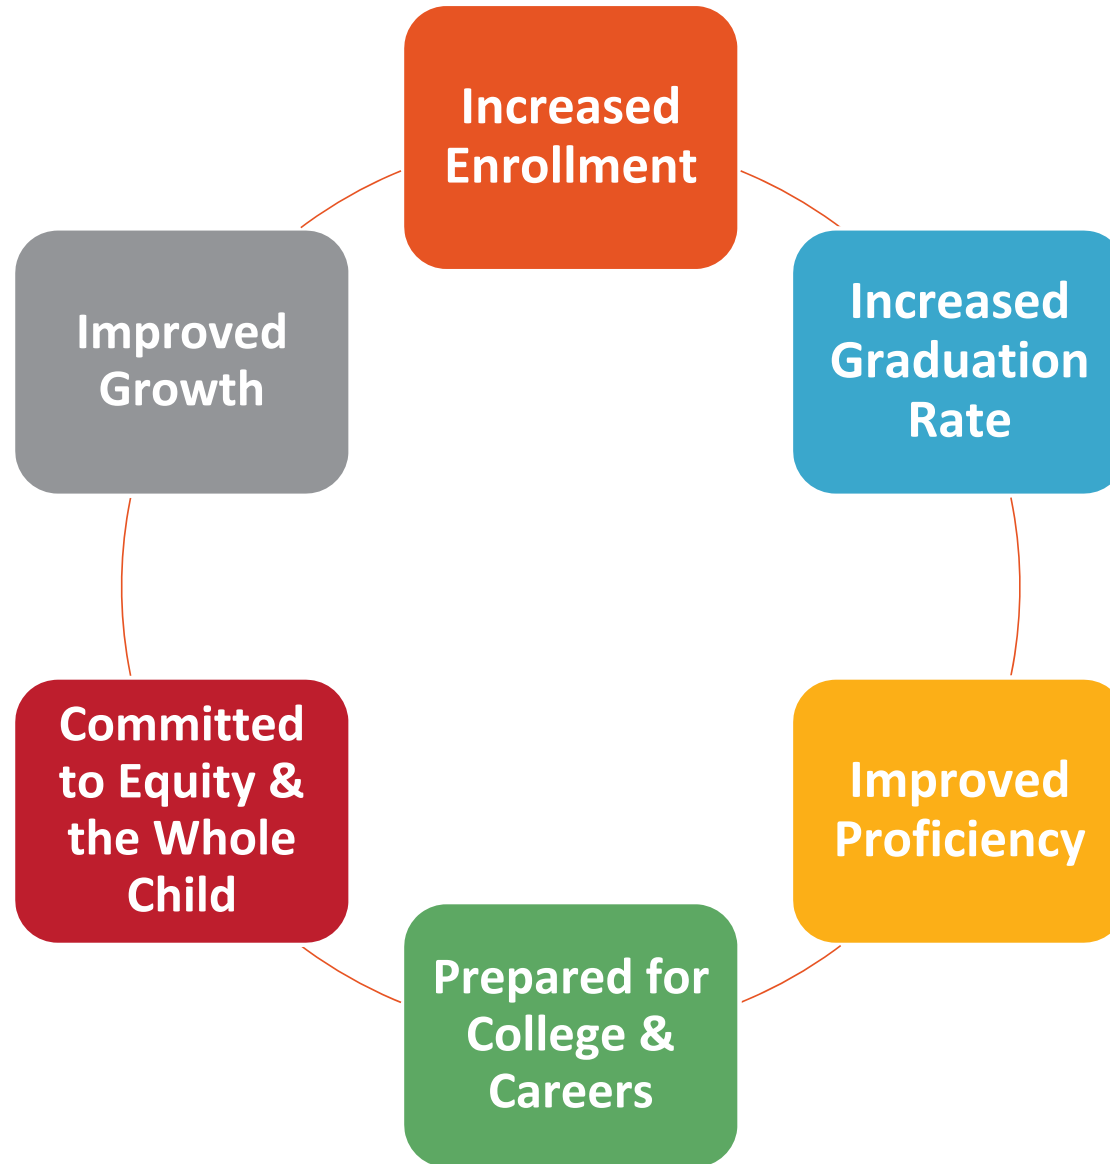 Increased
Enrollment
Increased
Graduation
Rate
Improved
Proficiency
Prepared for
College &
Careers
Committed
to Equity &
the Whole
Child
Improved
Growth